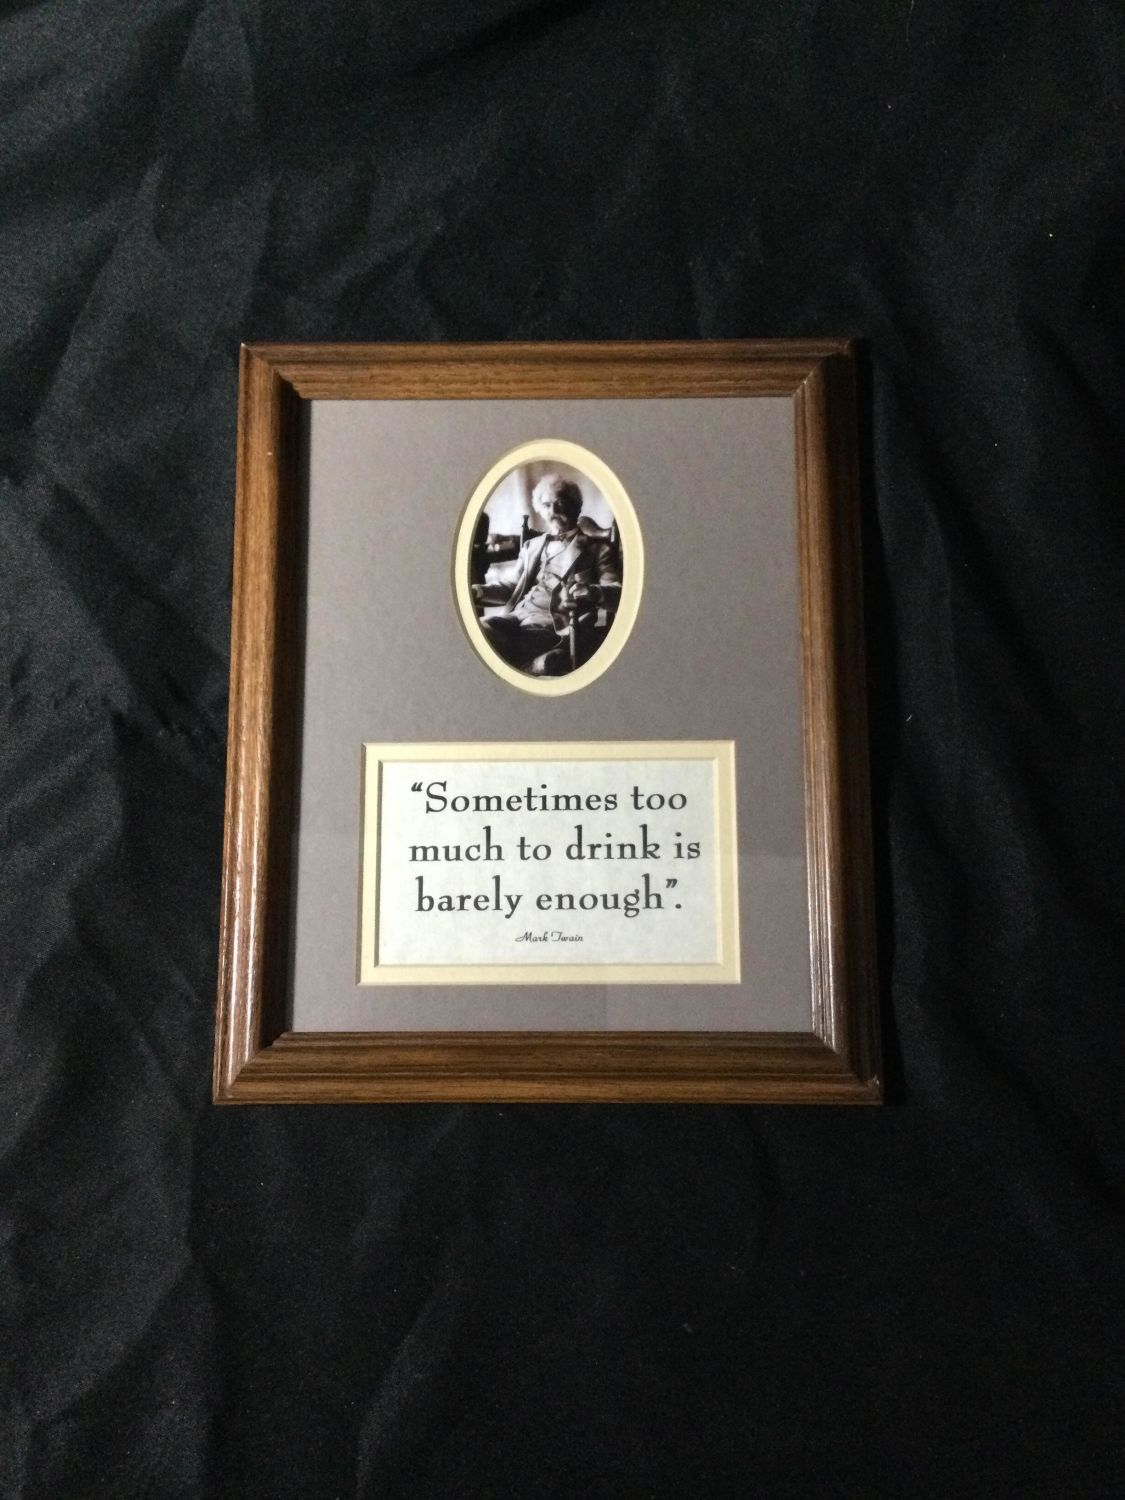 “Sometimes too
much to drink is
barely enough”.
Mark Twain